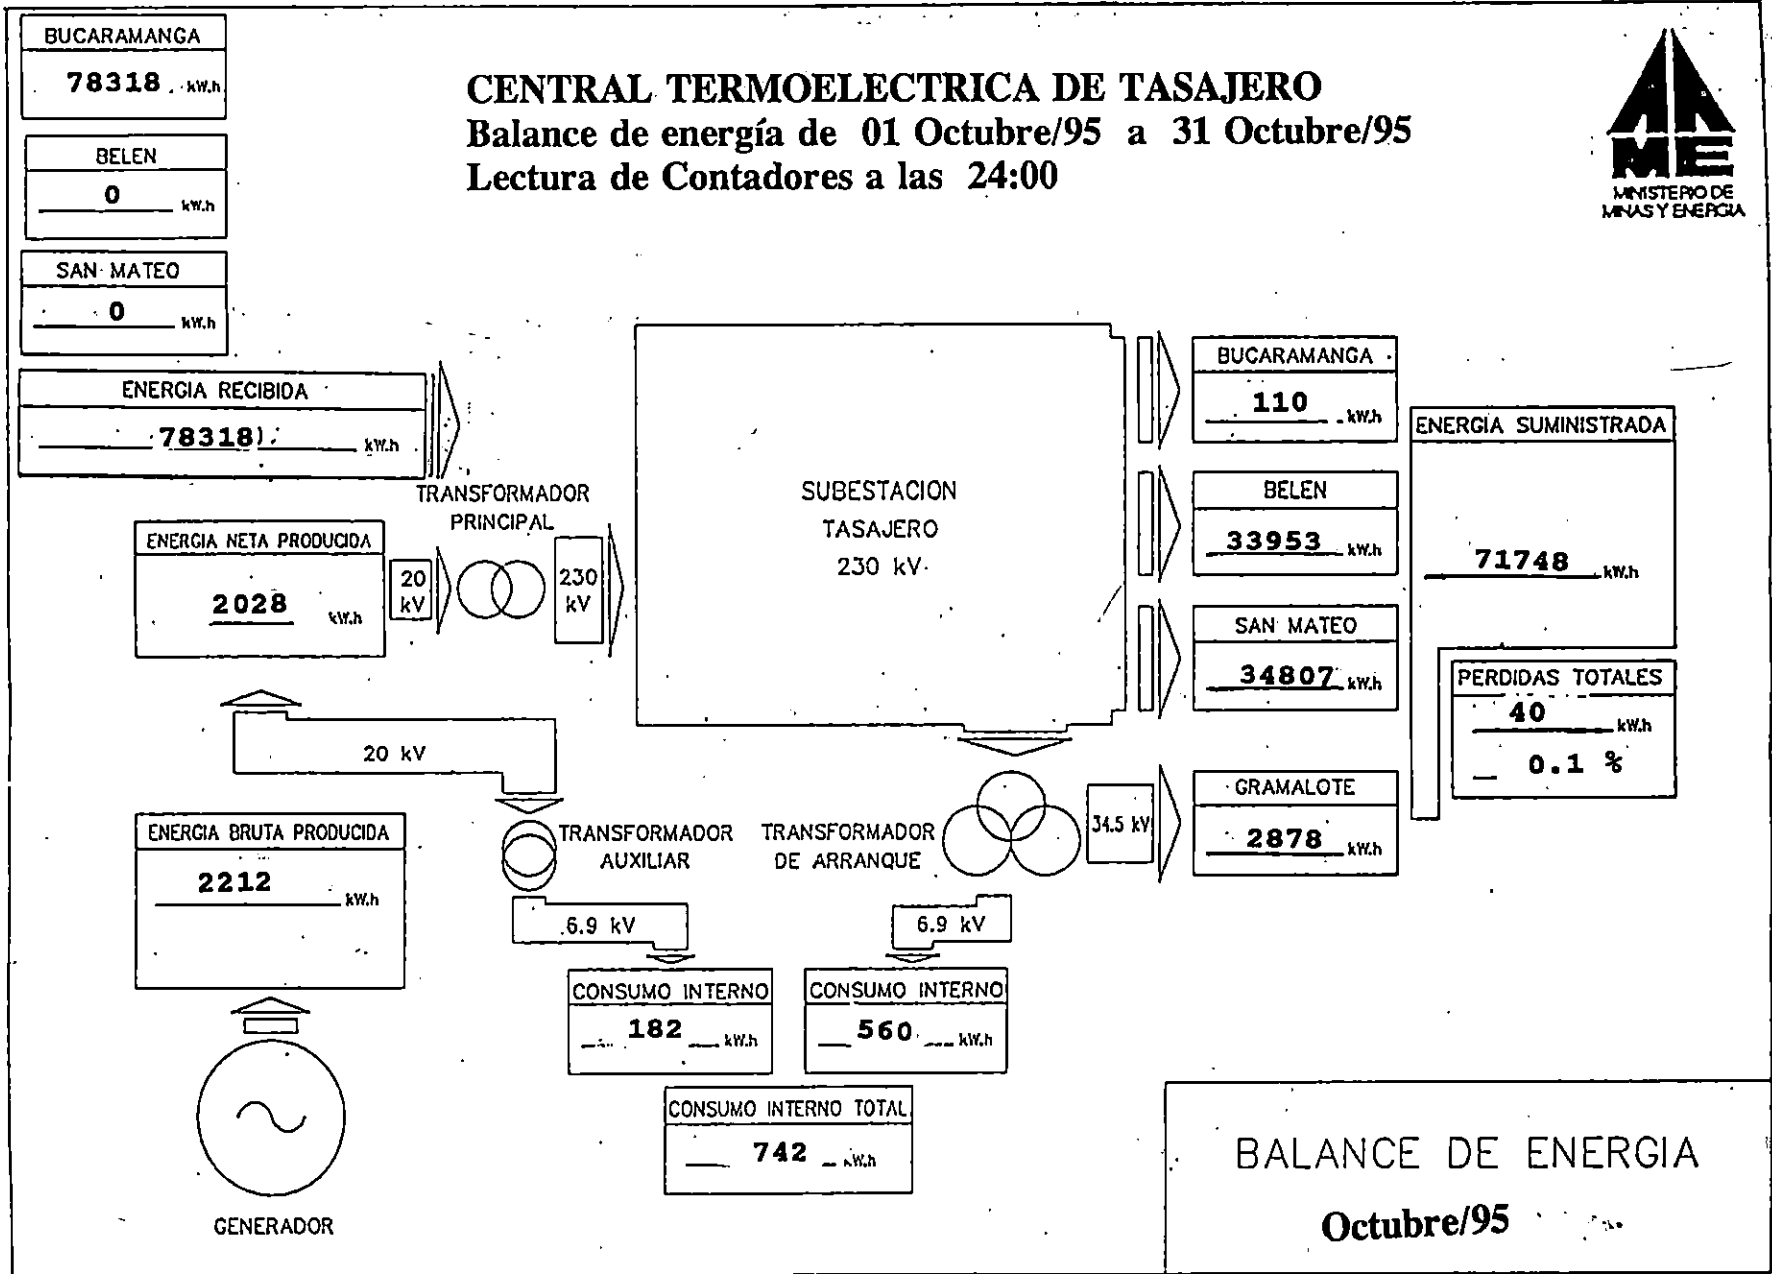 BUCARAMANGA
78318 kW.h
BELEN
0 kW.h
SAN MATEO
0 kW.h
CENTRAL TERMOELECTRICA DE TASAJERO
Balance de energía de 01 Octubre/95 a 31 Octubre/95
Lectura de Contadores a las 24:00
MINISTERIO DE
MINAS Y ENERGIA
ENERGIA RECIBIDA
78318 kW.h
TRANSFORMADOR
PRINCIPAL
ENERGIA NETA PRODUCIDA
2028 kW.h
20
kV
230
kV
SUBESTACION
TASAJERO
230 kV
BUCARAMANGA
110 kW.h
BELEN
33953 kW.h
SAN MATEO
34807 kW.h
ENERGIA SUMINISTRADA
71748 kW.h
PERDIDAS TOTALES
40 kW.h
0.1 %
20 kV
ENERGIA BRUTA PRODUCIDA
2212 kW.h
TRANSFORMADOR
AUXILIAR
TRANSFORMADOR
DE ARRANQUE
34.5 kV
GRAMALOTE
2878 kW.h
6.9 kV
6.9 kV
CONSUMO INTERNO
182 kW.h
CONSUMO INTERNO
560 kW.h
CONSUMO INTERNO TOTAL
742 kW.h
GENERADOR
BALANCE DE ENERGIA
Octubre/95